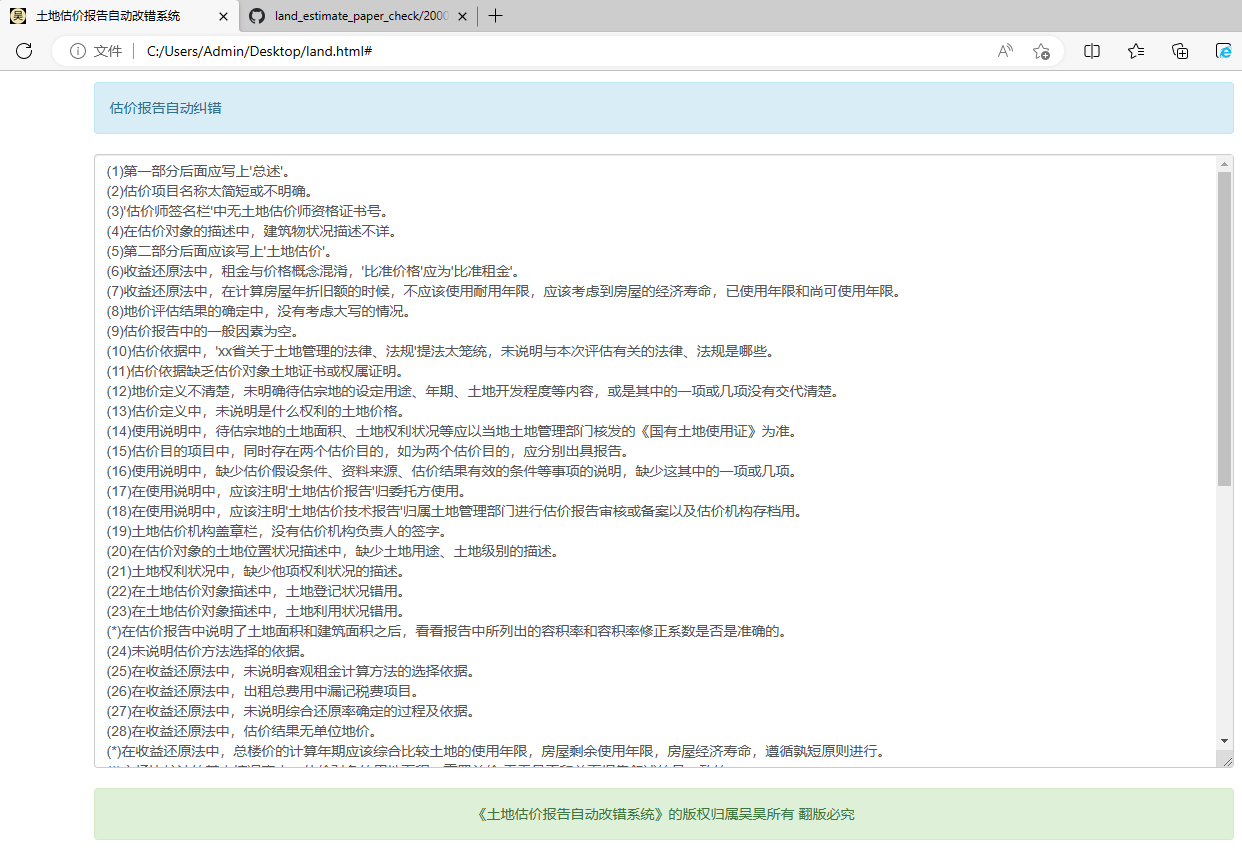 昊 土地估价报告自动改错系统
land_estimate_paper_check/2000
文件 C:/Users/Admin/Desktop/land.html#
估价报告自动纠错
(1)第一部分后面应写上'总述'。
(2)估价项目名称太简短或不明确。
(3)'估价师签名栏'中无土地估价师资格证书号。
(4)在估价对象的描述中，建筑物状况描述不详。
(5)第二部分后面应该写上'土地估价'。
(6)收益还原法中，租金与价格概念混淆，'比准价格'应为'比准租金'。
(7)收益还原法中，在计算房屋年折旧额的时候，不应该使用耐用年限，应该考虑到房屋的经济寿命，已使用年限和尚可使用年限。
(8)地价评估结果的确定中，没有考虑大写的情况。
(9)估价报告中的一般因素为空。
(10)估价依据中，'xx省关于土地管理的法律、法规'提法太笼统，未说明与本次评估有关的法律、法规是哪些。
(11)估价依据缺乏估价对象土地证书或权属证明。
(12)地价定义不清楚，未明确待估宗地的设定用途、年期、土地开发程度等内容，或是其中的一项或几项没有交代清楚。
(13)估价定义中，未说明是什么权利的土地价格。
(14)使用说明中，待估宗地的土地面积、土地权利状况等应以当地土地管理部门核发的《国有土地使用证》为准。
(15)估价目的项目中，同时存在两个估价目的，如为两个估价目的，应分别出具报告。
(16)使用说明中，缺少估价假设条件、资料来源、估价结果有效的条件等事项的说明，缺少这其中的一项或几项。
(17)在使用说明中，应该注明'土地估价报告'归委托方使用。
(18)在使用说明中，应该注明'土地估价技术报告'归属土地管理部门进行估价报告审核或备案以及估价机构存档用。
(19)土地估价机构盖章栏，没有估价机构负责人的签字。
(20)在估价对象的土地位置状况描述中，缺少土地用途、土地级别的描述。
(21)土地权利状况中，缺少他项权利状况的描述。
(22)在土地估价对象描述中，土地登记状况错用。
(23)在土地估价对象描述中，土地利用状况错用。
(*)在估价报告中说明了土地面积和建筑面积之后，看看报告中所列出的容积率和容积率修正系数是否是准确的。
(24)未说明估价方法选择的依据。
(25)在收益还原法中，未说明客观租金计算方法的选择依据。
(26)在收益还原法中，出租总费用中漏记税费项目。
(27)在收益还原法中，未说明综合还原率确定的过程及依据。
(28)在收益还原法中，估价结果无单位地价。
(*)在收益还原法中，总楼价的计算年期应该综合比较土地的使用年限，房屋剩余使用年限，房屋经济寿命，遵循孰短原则进行。
《土地估价报告自动改错系统》的版权归属吴昊所有 翻版必究